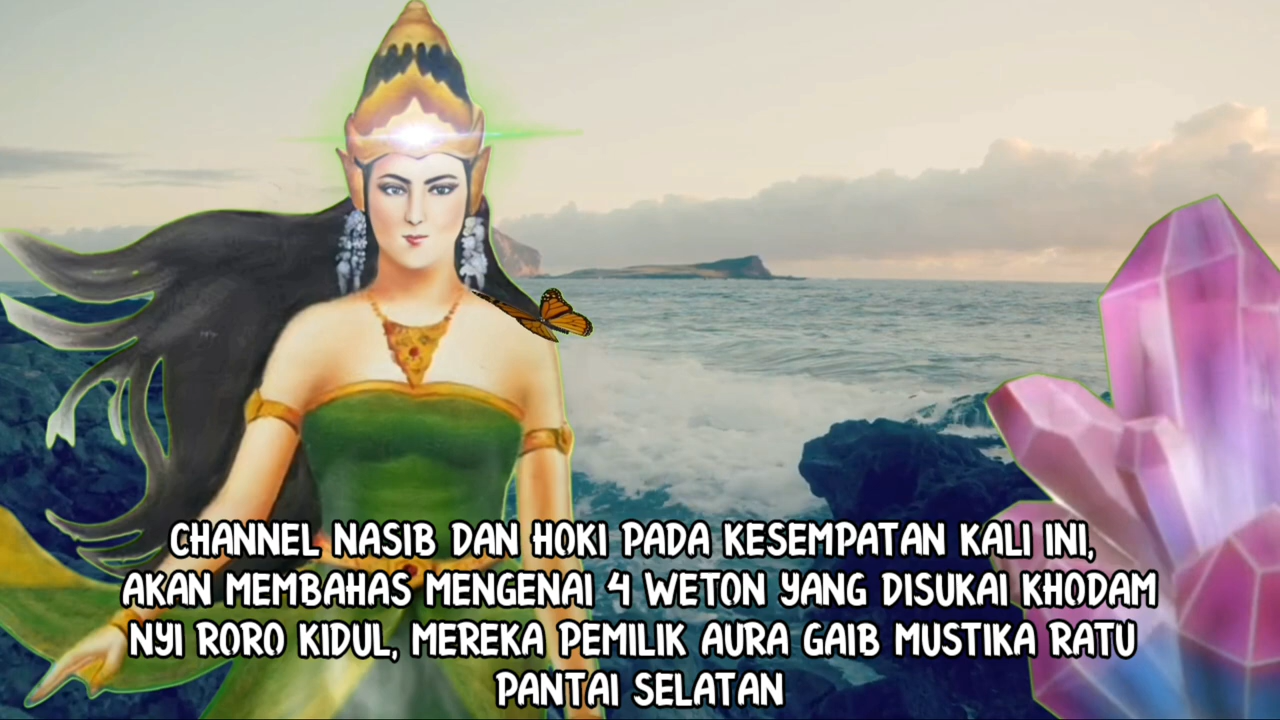 CHANNEL NASIB DAN HOKI PADA KESEMPATAN KALI INI,
AKAN MEMBAHAS MENGENAI 4 WETON YANG DISUKAI KHODAM
NYI RORO KIDUL, MEREKA PEMILIK AURA GAIB MUSTIKA RATU
PANTAI SELATAN